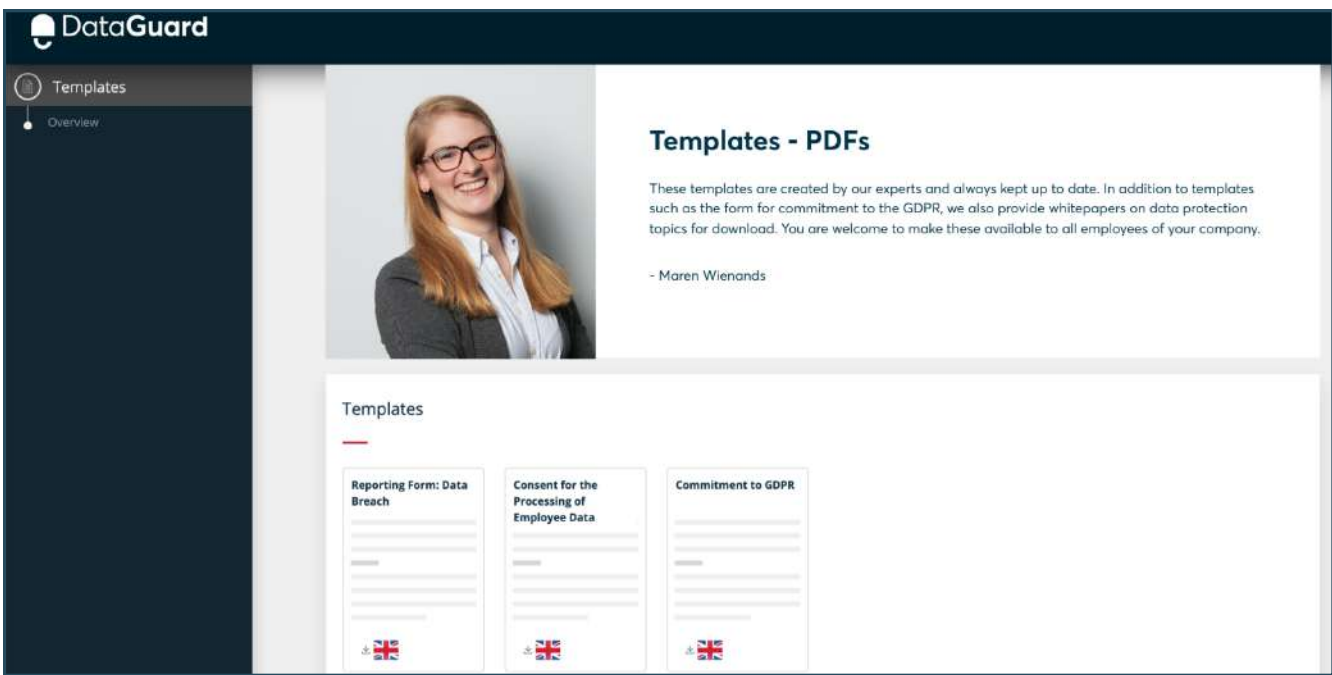 DataGuard
Templates
Overview
Templates - PDFs
These templates are created by our experts and always kept up to date. In addition to templates
such as the form for commitment to the GDPR, we also provide whitepapers on data protection
topics for download. You are welcome to make these available to all employees of your company.
- Maren Wienands
Templates
Reporting Form: Data
Breach
Consent for the
Processing of
Employee Data
Commitment to GDPR